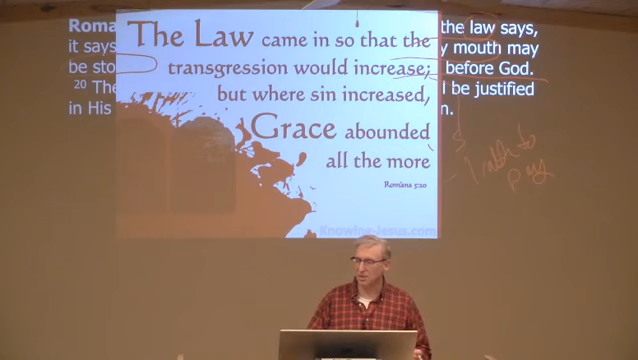 Roma
the law says,
it says
y mouth may
be sto
before God.
20 The
be justified
in His
The Law came in so that the
transgression would increase;
but where sin increased,
Grace abounded
all the more
Romans 5:20
Knowing-Jesus.com